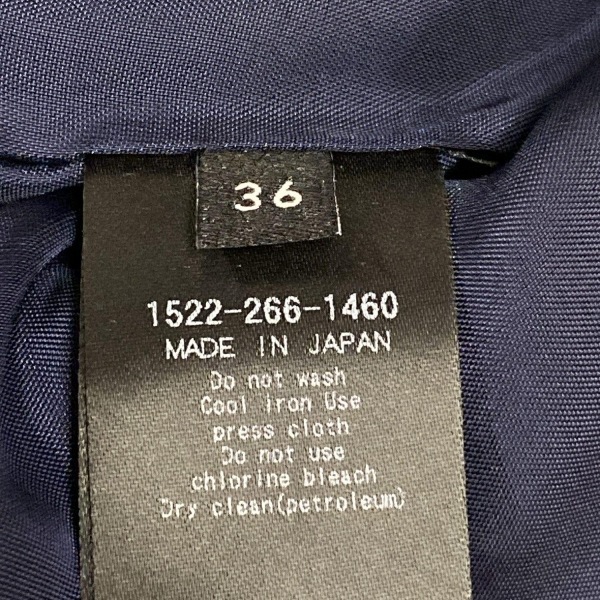 36
1522-266-1460
MADE IN JAPAN
Do not wash
Cool iron Use
press cloth
Do not use
chlorine bleach
Dry clean(petroleum)